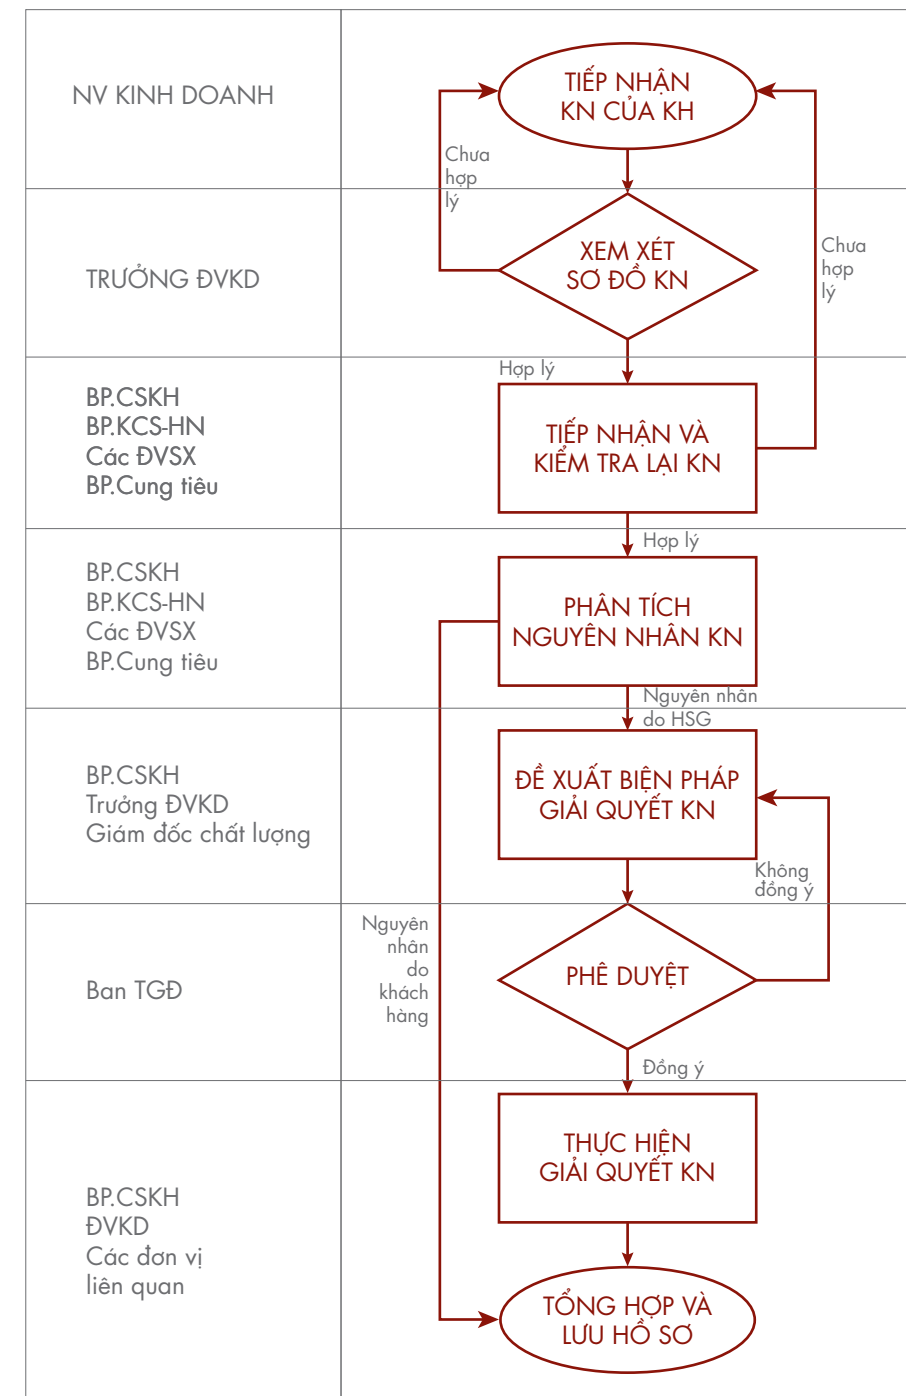 NV KINH DOANH
TIẾP NHẬN
KN CỦA KH
Chưa
hợp
lý
TRƯỞNG ĐVKD
XEM XÉT
SƠ ĐỒ KN
Chưa
hợp
lý
Hợp lý
BP.CSKH
BP.KCS-HN
Các ĐVSX
BP.Cung tiêu
TIẾP NHẬN VÀ
KIỂM TRA LẠI KN
Hợp lý
BP.CSKH
BP.KCS-HN
Các ĐVSX
BP.Cung tiêu
PHÂN TÍCH
NGUYÊN NHÂN KN
Nguyên nhân
do HSG
BP.CSKH
Trưởng ĐVKD
Giám đốc chất lượng
ĐỀ XUẤT BIỆN PHÁP
GIẢI QUYẾT KN
Không
đồng ý
Nguyên
nhân
do
khách
hàng
Ban TGĐ
PHÊ DUYỆT
Đồng ý
THỰC HIỆN
GIẢI QUYẾT KN
BP.CSKH
ĐVKD
Các đơn vị
liên quan
TỔNG HỢP VÀ
LƯU HỒ SƠ